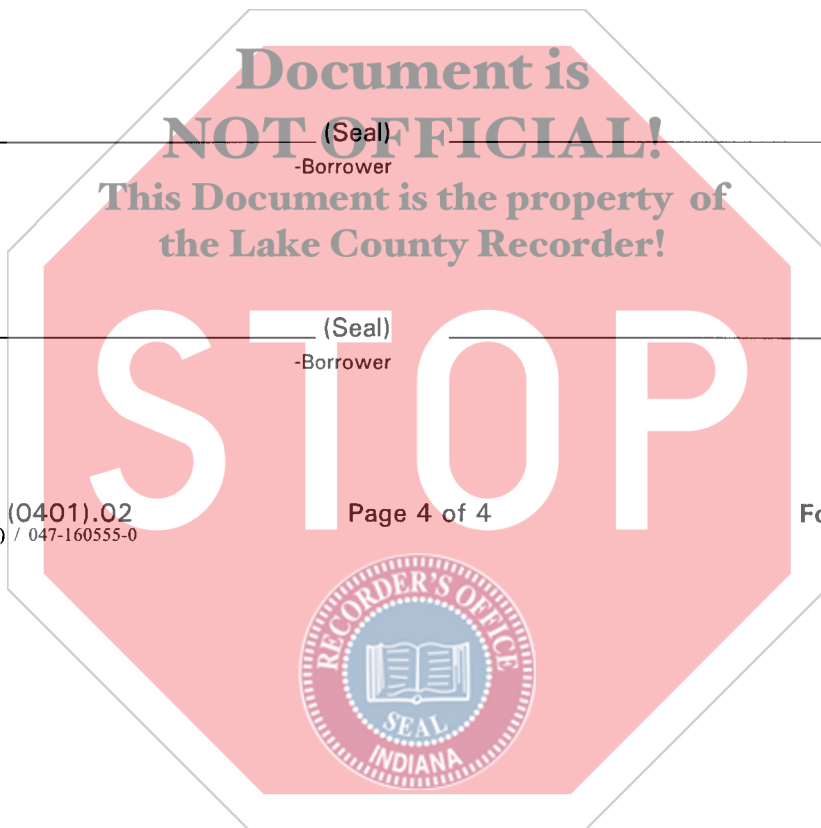 Document is
NOT OFFICIAL!
(Seal)
-Borrower
This Document is the property of
the Lake County Recorder!
STOP
(Seal)
-Borrower
(0401).02 Page 4 of 4 Fo
) / 047-160555-0
RECORDER'S OFFICE
SEAL
INDIANA